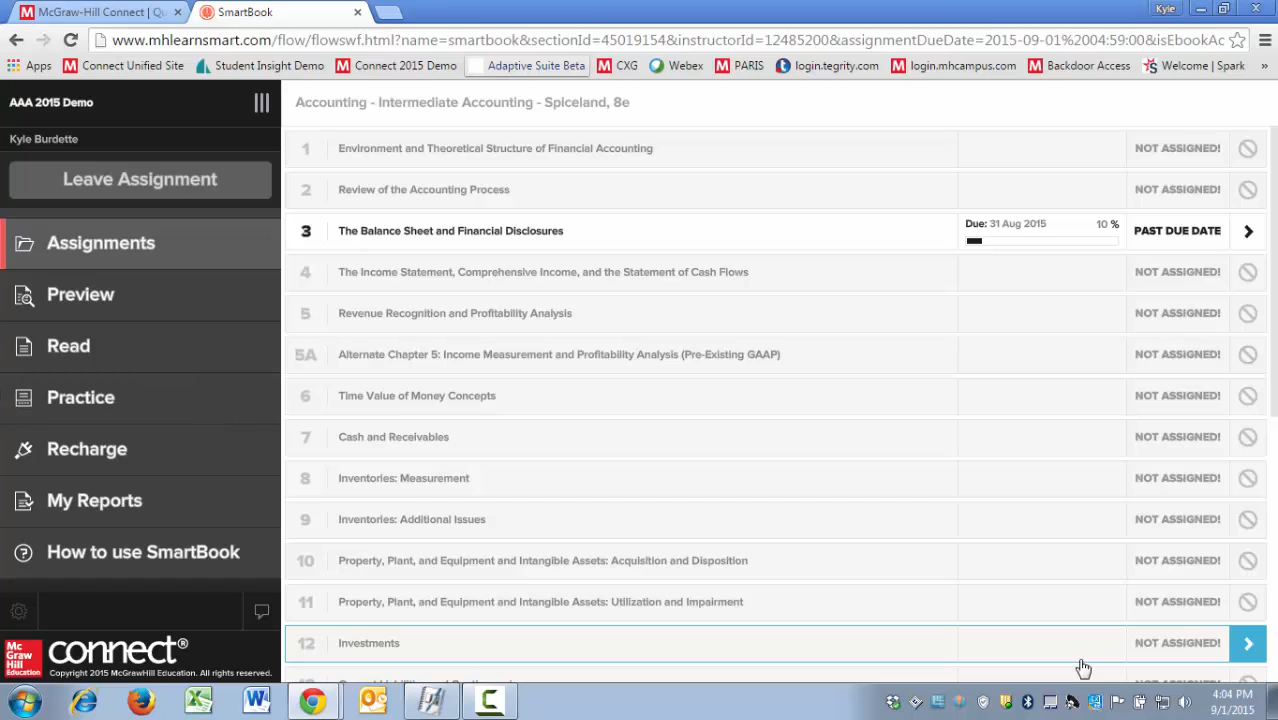 McGraw-Hill Connect | Qu
SmartBook
Kyle
www.mhlearnsmart.com/flow/flowswf.html?name=smartbook&sectionId=45019154&instructorId=12485200&assignmentDueDate=2015-09-01%2004:59:00&isEbookAc
Apps Connect Unified Site Student Insight Demo Connect 2015 Demo Adaptive Suite Beta CXG Webex PARIS login.tegrity.com login.mhcampus.com Backdoor Access Welcome | Spark »
AAA 2015 Demo
Kyle Burdette
Leave Assignment
Assignments
Preview
Read
Practice
Recharge
My Reports
How to use SmartBook
Mc
Graw
Hill
Education
connect®
Copyright 2015 McGrawHill Education. All rights reserved.
Accounting - Intermediate Accounting - Spiceland, 8e
1 Environment and Theoretical Structure of Financial Accounting NOT ASSIGNED!
2 Review of the Accounting Process NOT ASSIGNED!
3 The Balance Sheet and Financial Disclosures Due: 31 Aug 2015 10 % PAST DUE DATE
4 The Income Statement, Comprehensive Income, and the Statement of Cash Flows NOT ASSIGNED!
5 Revenue Recognition and Profitability Analysis NOT ASSIGNED!
5A Alternate Chapter 5: Income Measurement and Profitability Analysis (Pre-Existing GAAP) NOT ASSIGNED!
6 Time Value of Money Concepts NOT ASSIGNED!
7 Cash and Receivables NOT ASSIGNED!
8 Inventories: Measurement NOT ASSIGNED!
9 Inventories: Additional Issues NOT ASSIGNED!
10 Property, Plant, and Equipment and Intangible Assets: Acquisition and Disposition NOT ASSIGNED!
11 Property, Plant, and Equipment and Intangible Assets: Utilization and Impairment NOT ASSIGNED!
12 Investments NOT ASSIGNED!
4:04 PM
9/1/2015